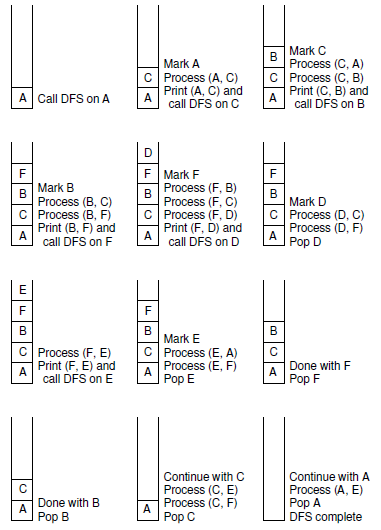 A Call DFS on A
Mark A
C Process (A, C)
Print (A, C) and
A call DFS on C
B Mark C
Process (C, A)
C Process (C, B)
Print (C, B) and
A call DFS on B
F
B Mark B
Process (B, C)
C Process (B, F)
Print (B, F) and
A call DFS on F
D
F Mark F
Process (F, B)
B Process (F, C)
C Process (F, D)
Print (F, D) and
A call DFS on D
F
B Mark D
C Process (D, C)
Process (D, F)
A Pop D
E
F
B
C Process (F, E)
Print (F, E) and
A call DFS on E
F
B Mark E
C Process (E, A)
Process (E, F)
A Pop E
B
C
Done with F
A Pop F
C
Done with B
A Pop B
Continue with C
Process (C, E)
Process (C, F)
A Pop C
Continue with A
Process (A, E)
Pop A
DFS complete